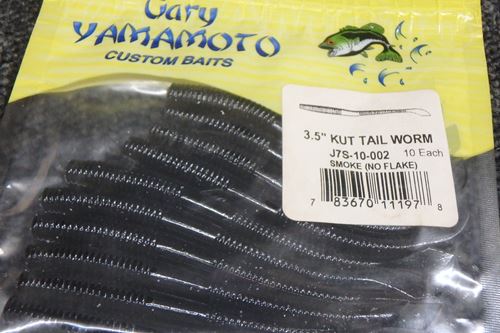 Gary
YAMAMOTO
CUSTOM BAITS
3.5" KUT TAIL WORM
J7S-10-002 10 Each
SMOKE (NO FLAKE)
7 83670 11197 8